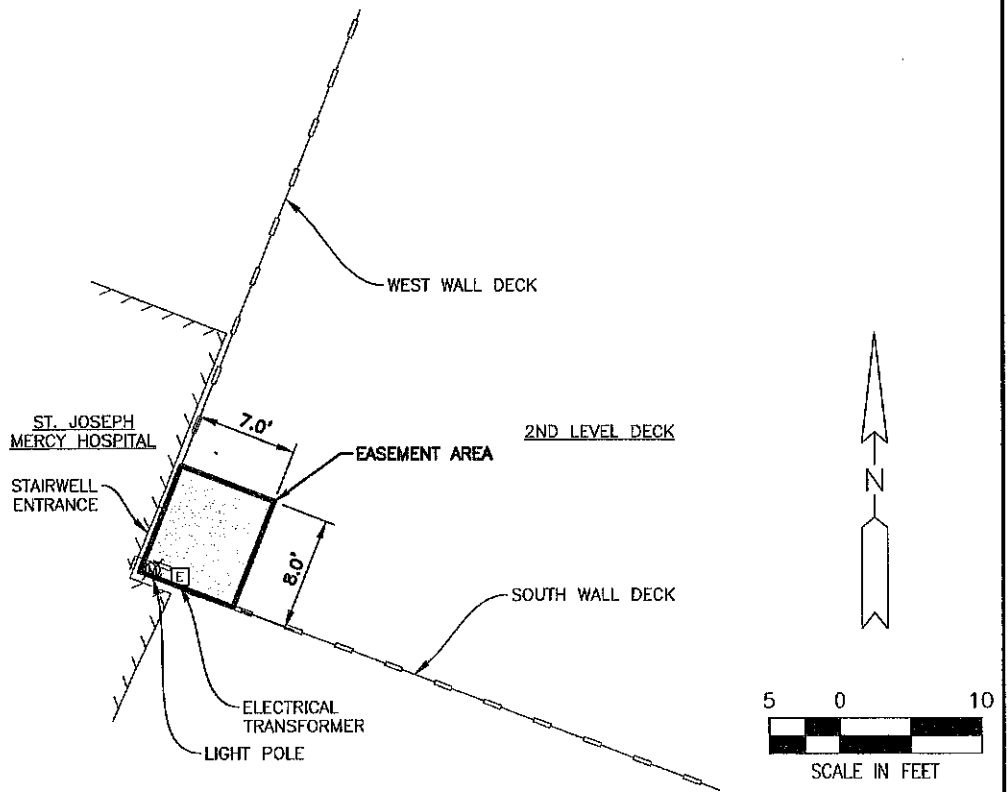 WEST WALL DECK
7.0'
ST. JOSEPH
MERCY HOSPITAL
2ND LEVEL DECK
EASEMENT AREA
STAIRWELL
ENTRANCE
N
8.0'
E
SOUTH WALL DECK
ELECTRICAL
TRANSFORMER
LIGHT POLE
5 0 10
SCALE IN FEET